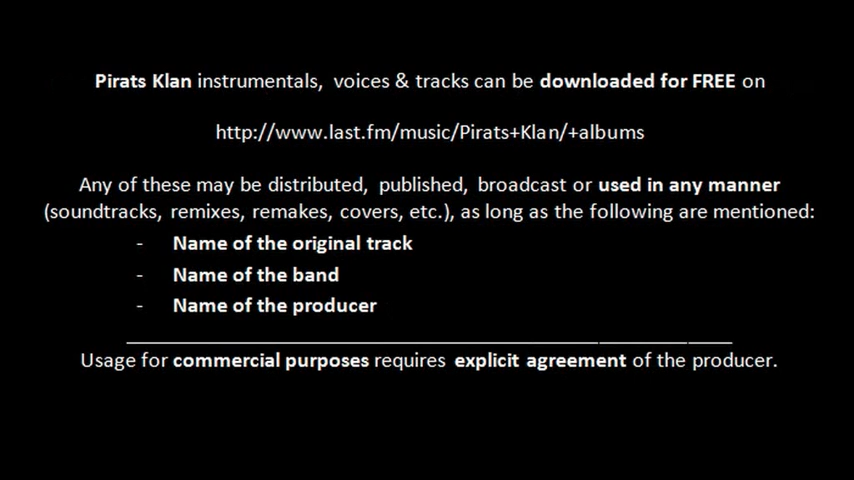 Pirats Klan instrumentals, voices & tracks can be downloaded for FREE on
http://www.last.fm/music/Pirats+Klan/+albums
Any of these may be distributed, published, broadcast or used in any manner
(soundtracks, remixes, remakes, covers, etc.), as long as the following are mentioned:
- Name of the original track
- Name of the band
- Name of the producer
Usage for commercial purposes requires explicit agreement of the producer.